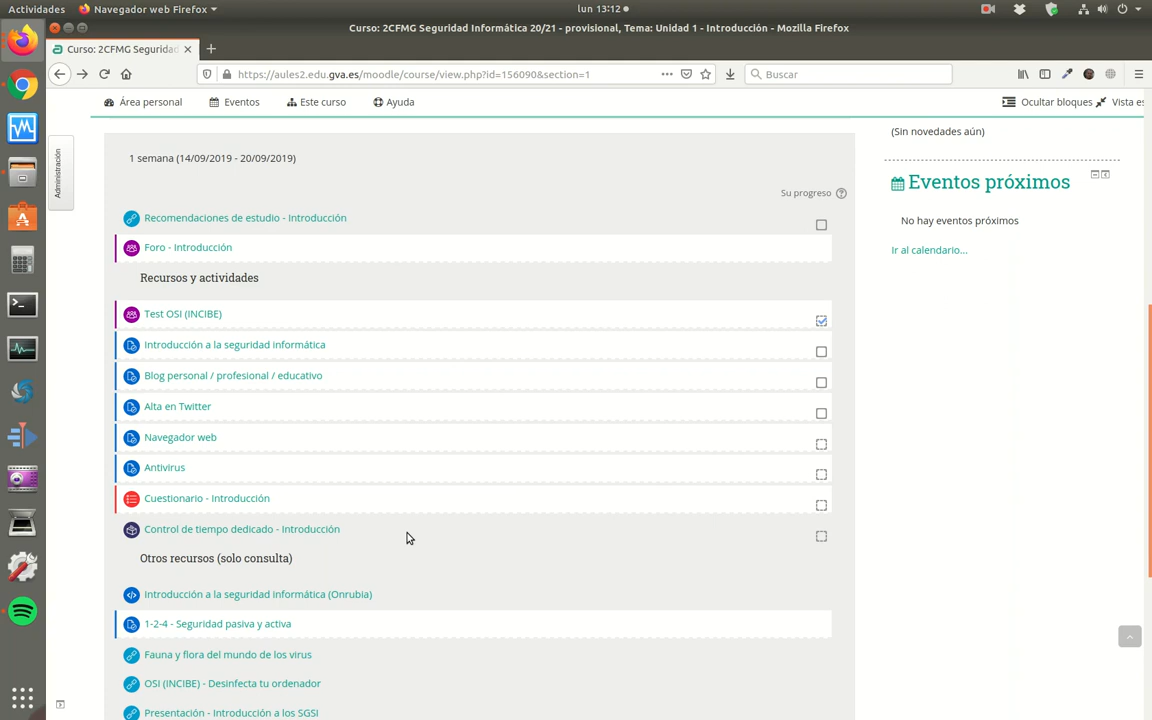 Actividades
Navegador web Firefox
lun 13:12
Curso: 2CFMG Seguridad Informática 20/21 - provisional, Tema: Unidad 1 - Introducción - Mozilla Firefox
Curso: 2CFMG Seguridad
https://aules2.edu.gva.es/moodle/course/view.php?id=156090&section=1
Buscar
Área personal
Eventos
Este curso
Ayuda
Ocultar bloques
Vista es
Administración
1 semana (14/09/2019 - 20/09/2019)
Su progreso
Recomendaciones de estudio - Introducción
Foro - Introducción
Recursos y actividades
Test OSI (INCIBE)
Introducción a la seguridad informática
Blog personal / profesional / educativo
Alta en Twitter
Navegador web
Antivirus
Cuestionario - Introducción
Control de tiempo dedicado - Introducción
Otros recursos (solo consulta)
Introducción a la seguridad informática (Onrubia)
1-2-4 - Seguridad pasiva y activa
Fauna y flora del mundo de los virus
OSI (INCIBE) - Desinfecta tu ordenador
Presentación - Introducción a los SGSI
(Sin novedades aún)
Eventos próximos
No hay eventos próximos
Ir al calendario...